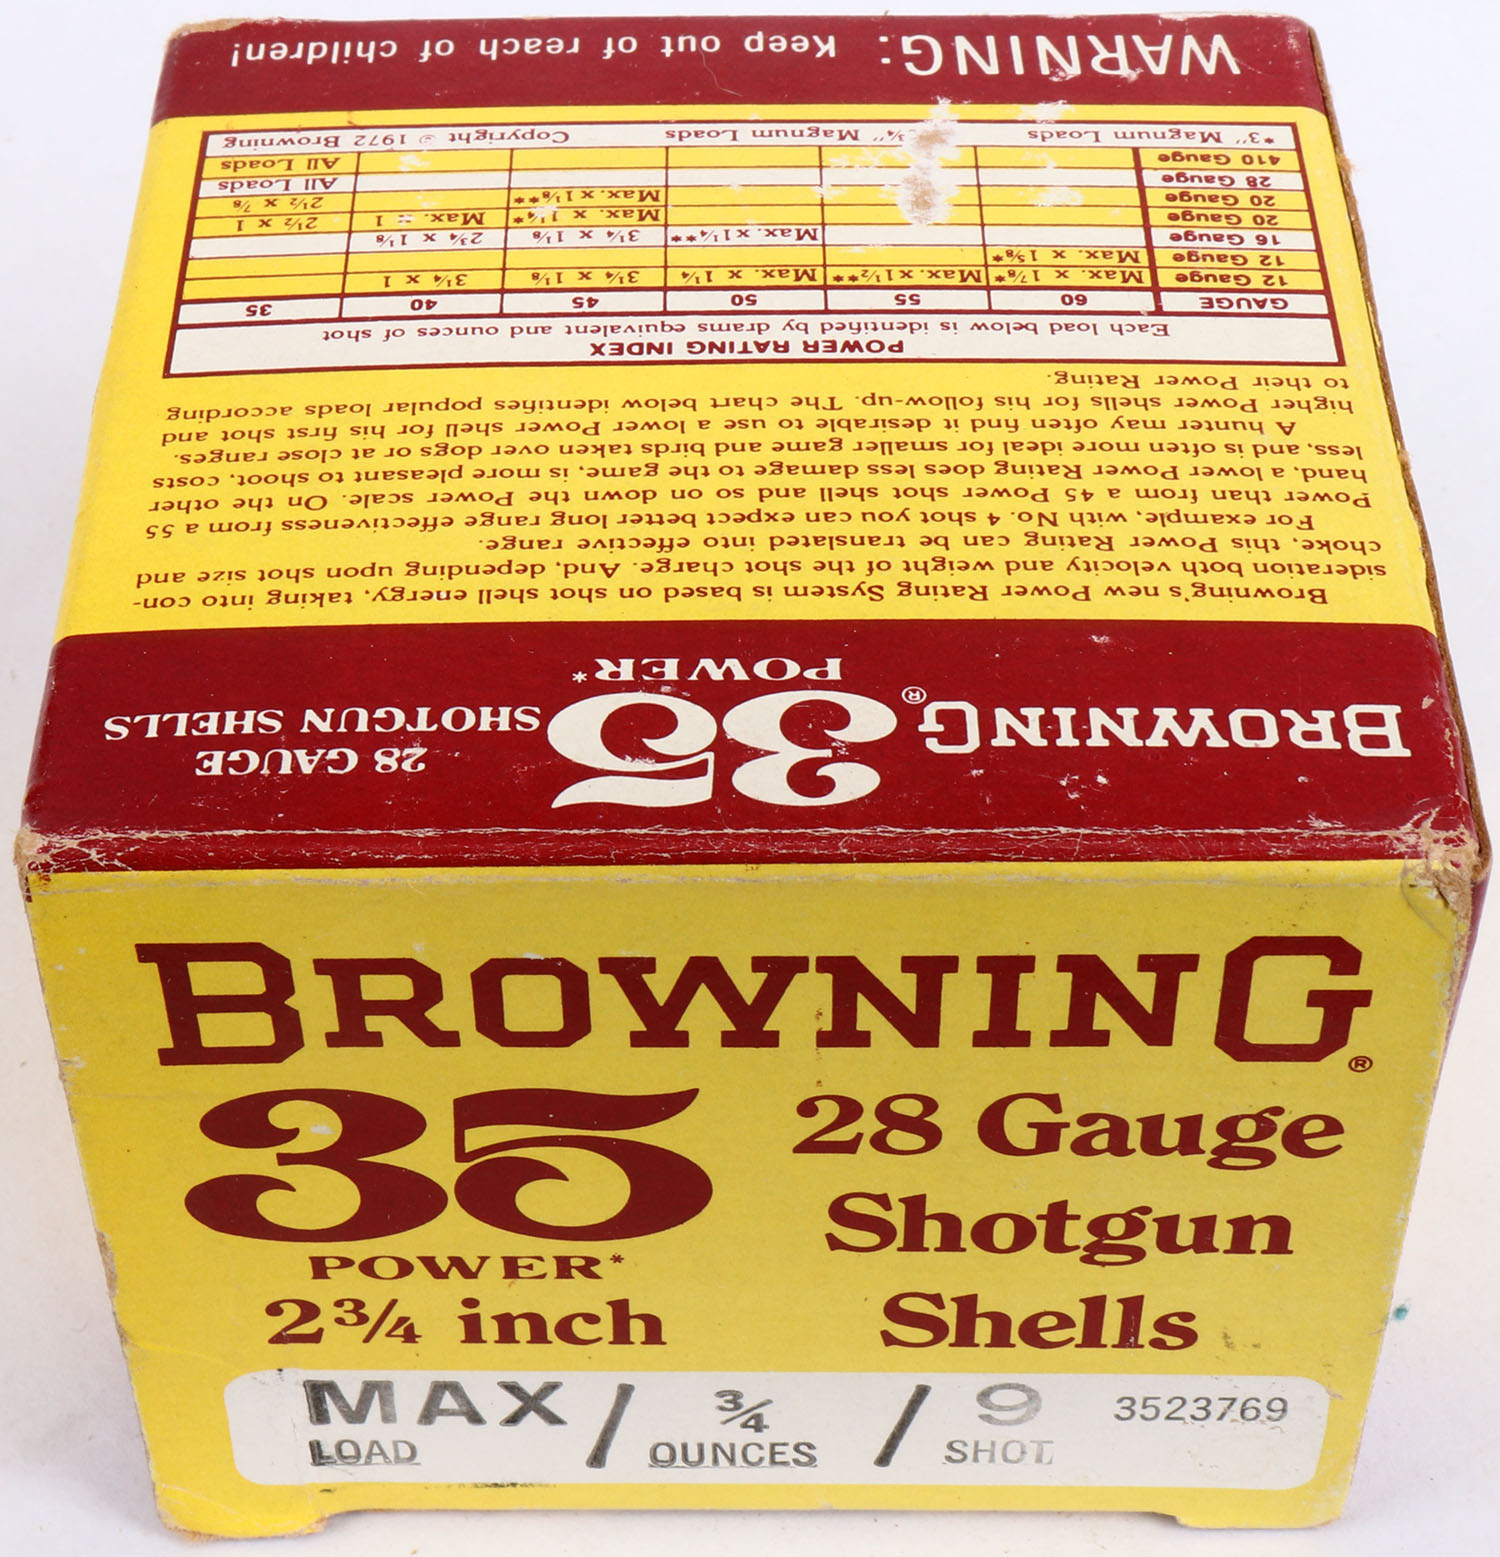 BROWNING®
35
POWER*
2¾ inch
28 Gauge
Shotgun
Shells
MAX / ¾ / 9 3523769
LOAD OUNCES SHOT
BROWNING® 35 28 GAUGE
POWER* SHOTGUN SHELLS
Browning's new Power Rating System is based on shot shell energy, taking into con-
sideration both velocity and weight of the shot charge. And, depending upon shot size and
choke, this Power Rating can be translated into effective range.
For example, with No. 4 shot you can expect better long range effectiveness from a 55
Power than from a 45 Power shot shell and so on down the Power scale. On the other
hand, a lower Power Rating does less damage to the game, is more pleasant to shoot, costs
less, and is often more ideal for smaller game and birds taken over dogs or at close ranges.
A hunter may often find it desirable to use a lower Power shell for his first shot and
higher Power shells for his follow-up. The chart below identifies popular loads according
to their Power Rating.
POWER RATING INDEX
Each load below is identified by drams equivalent and ounces of shot
GAUGE 60 55 50 45 40 35
12 Gauge Max. x 1⅞* Max. x 1½** Max. x 1¼ 3¼ x 1⅛ 3¼ x 1
12 Gauge Max. x 1⅝*
16 Gauge Max. x 1¼** 3¼ x 1⅛ 2¾ x 1⅛
20 Gauge Max. x 1¼* Max. x 1 2½ x 1
20 Gauge Max. x 1⅛** 2½ x ⅞
28 Gauge All Loads
410 Gauge All Loads
*3" Magnum Loads ¾" Magnum Loads Copyright © 1972 Browning
WARNING: Keep out of reach of children!